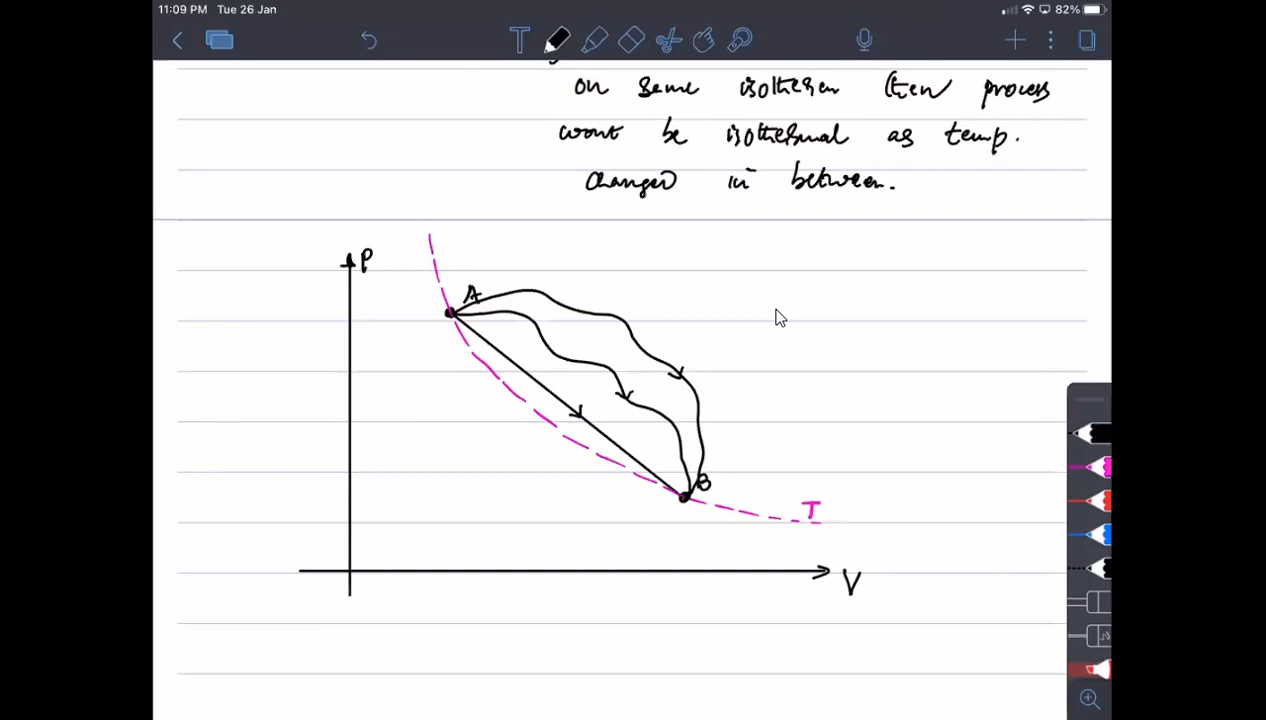 11:09 PM Tue 26 Jan 82%
T
on same isotherm then process
wont be isothermal as temp.
changed in between.
P
A
B
T
V